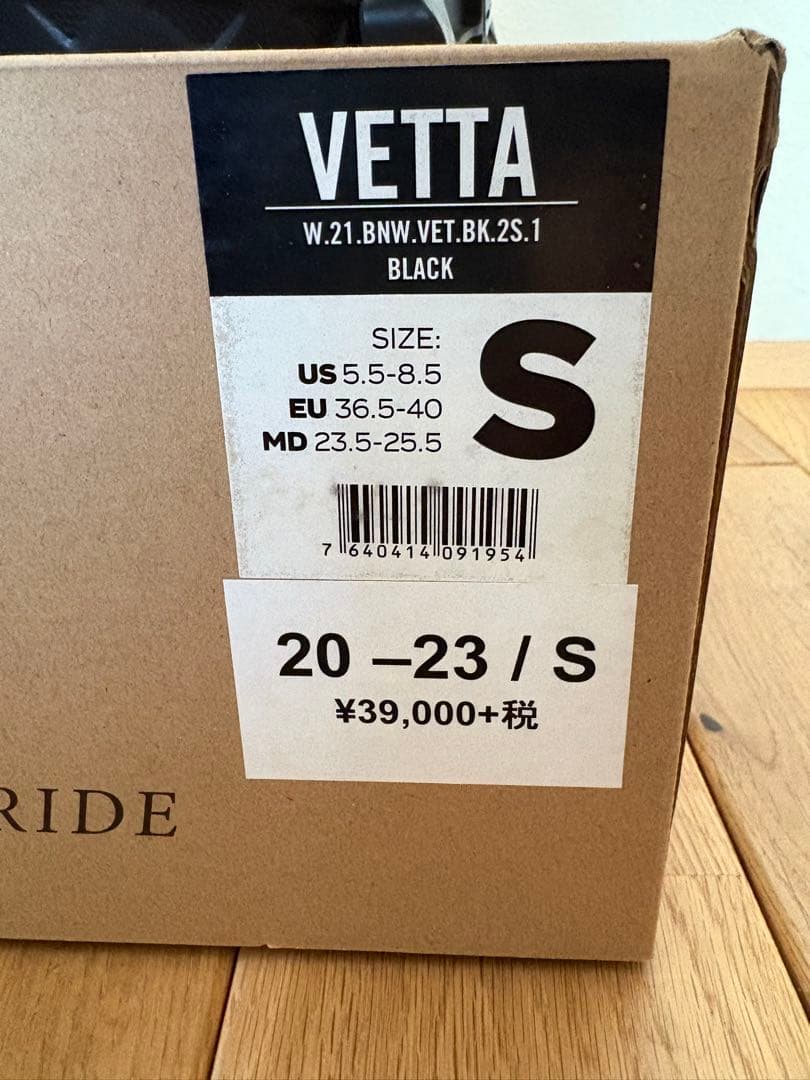 VETTA
W.21.BNW.VET.BK.2S.1
BLACK
SIZE:
US 5.5-8.5
EU 36.5-40
MD 23.5-25.5
S
7 640414 091954
20 –23 / S
¥39,000+税
RIDE